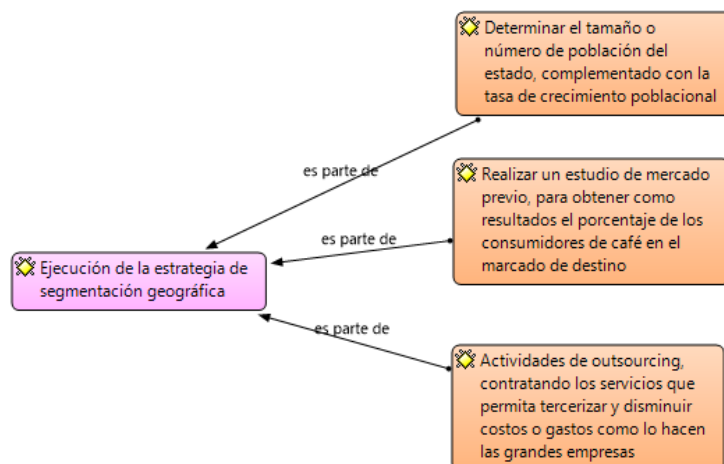 Determinar el tamaño o
número de población del
estado, complementado con la
tasa de crecimiento poblacional
es parte de
Realizar un estudio de mercado
previo, para obtener como
resultados el porcentaje de los
consumidores de café en el
marcado de destino
es parte de
Ejecución de la estrategia de
segmentación geográfica
es parte de
Actividades de outsourcing,
contratando los servicios que
permita tercerizar y disminuir
costos o gastos como lo hacen
las grandes empresas